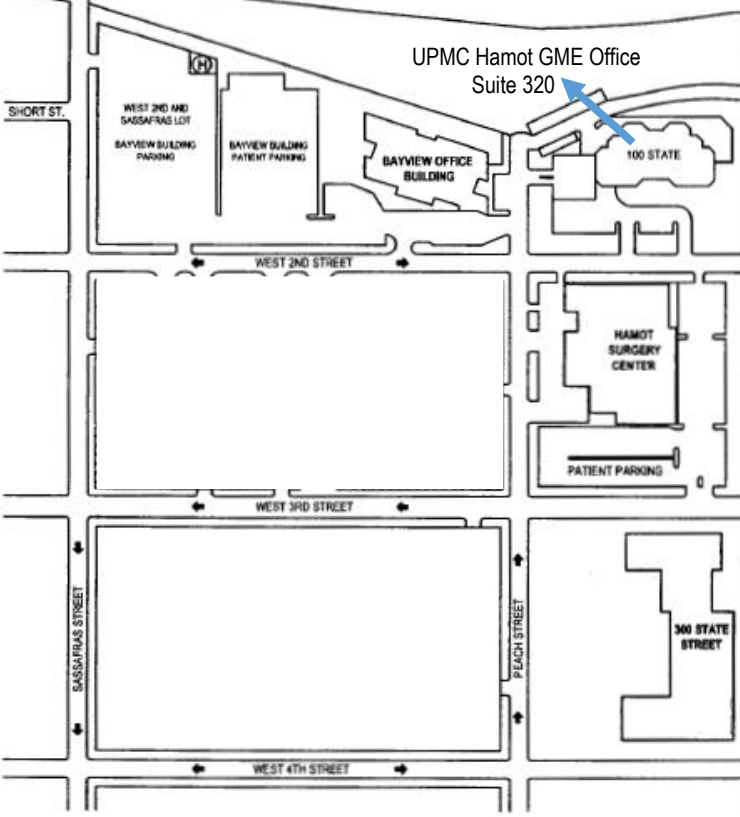 UPMC Hamot GME Office
Suite 320
H
SHORT ST.
WEST 2ND AND
SASSAFRAS LOT
BAYVIEW BUILDING
PARKING
BAYVIEW BUILDING
PATIENT PARKING
BAYVIEW OFFICE
BUILDING
100 STATE
WEST 2ND STREET
HAMOT
SURGERY
CENTER
PATIENT PARKING
WEST 3RD STREET
SASSAFRAS STREET
PEACH STREET
300 STATE
STREET
WEST 4TH STREET